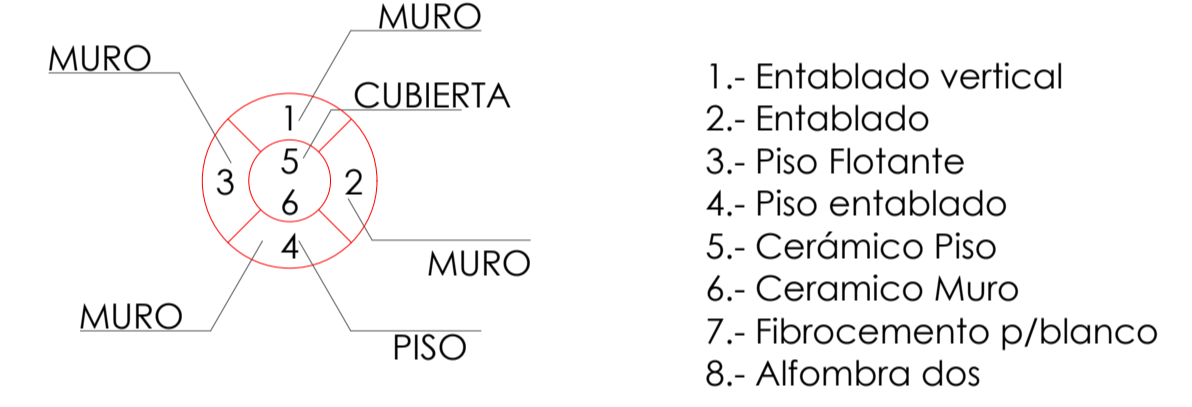 MURO
MURO
CUBIERTA
1
5
3
2
6
4
MURO
MURO
PISO
1.- Entablado vertical
2.- Entablado
3.- Piso Flotante
4.- Piso entablado
5.- Cerámico Piso
6.- Ceramico Muro
7.- Fibrocemento p/blanco
8.- Alfombra dos